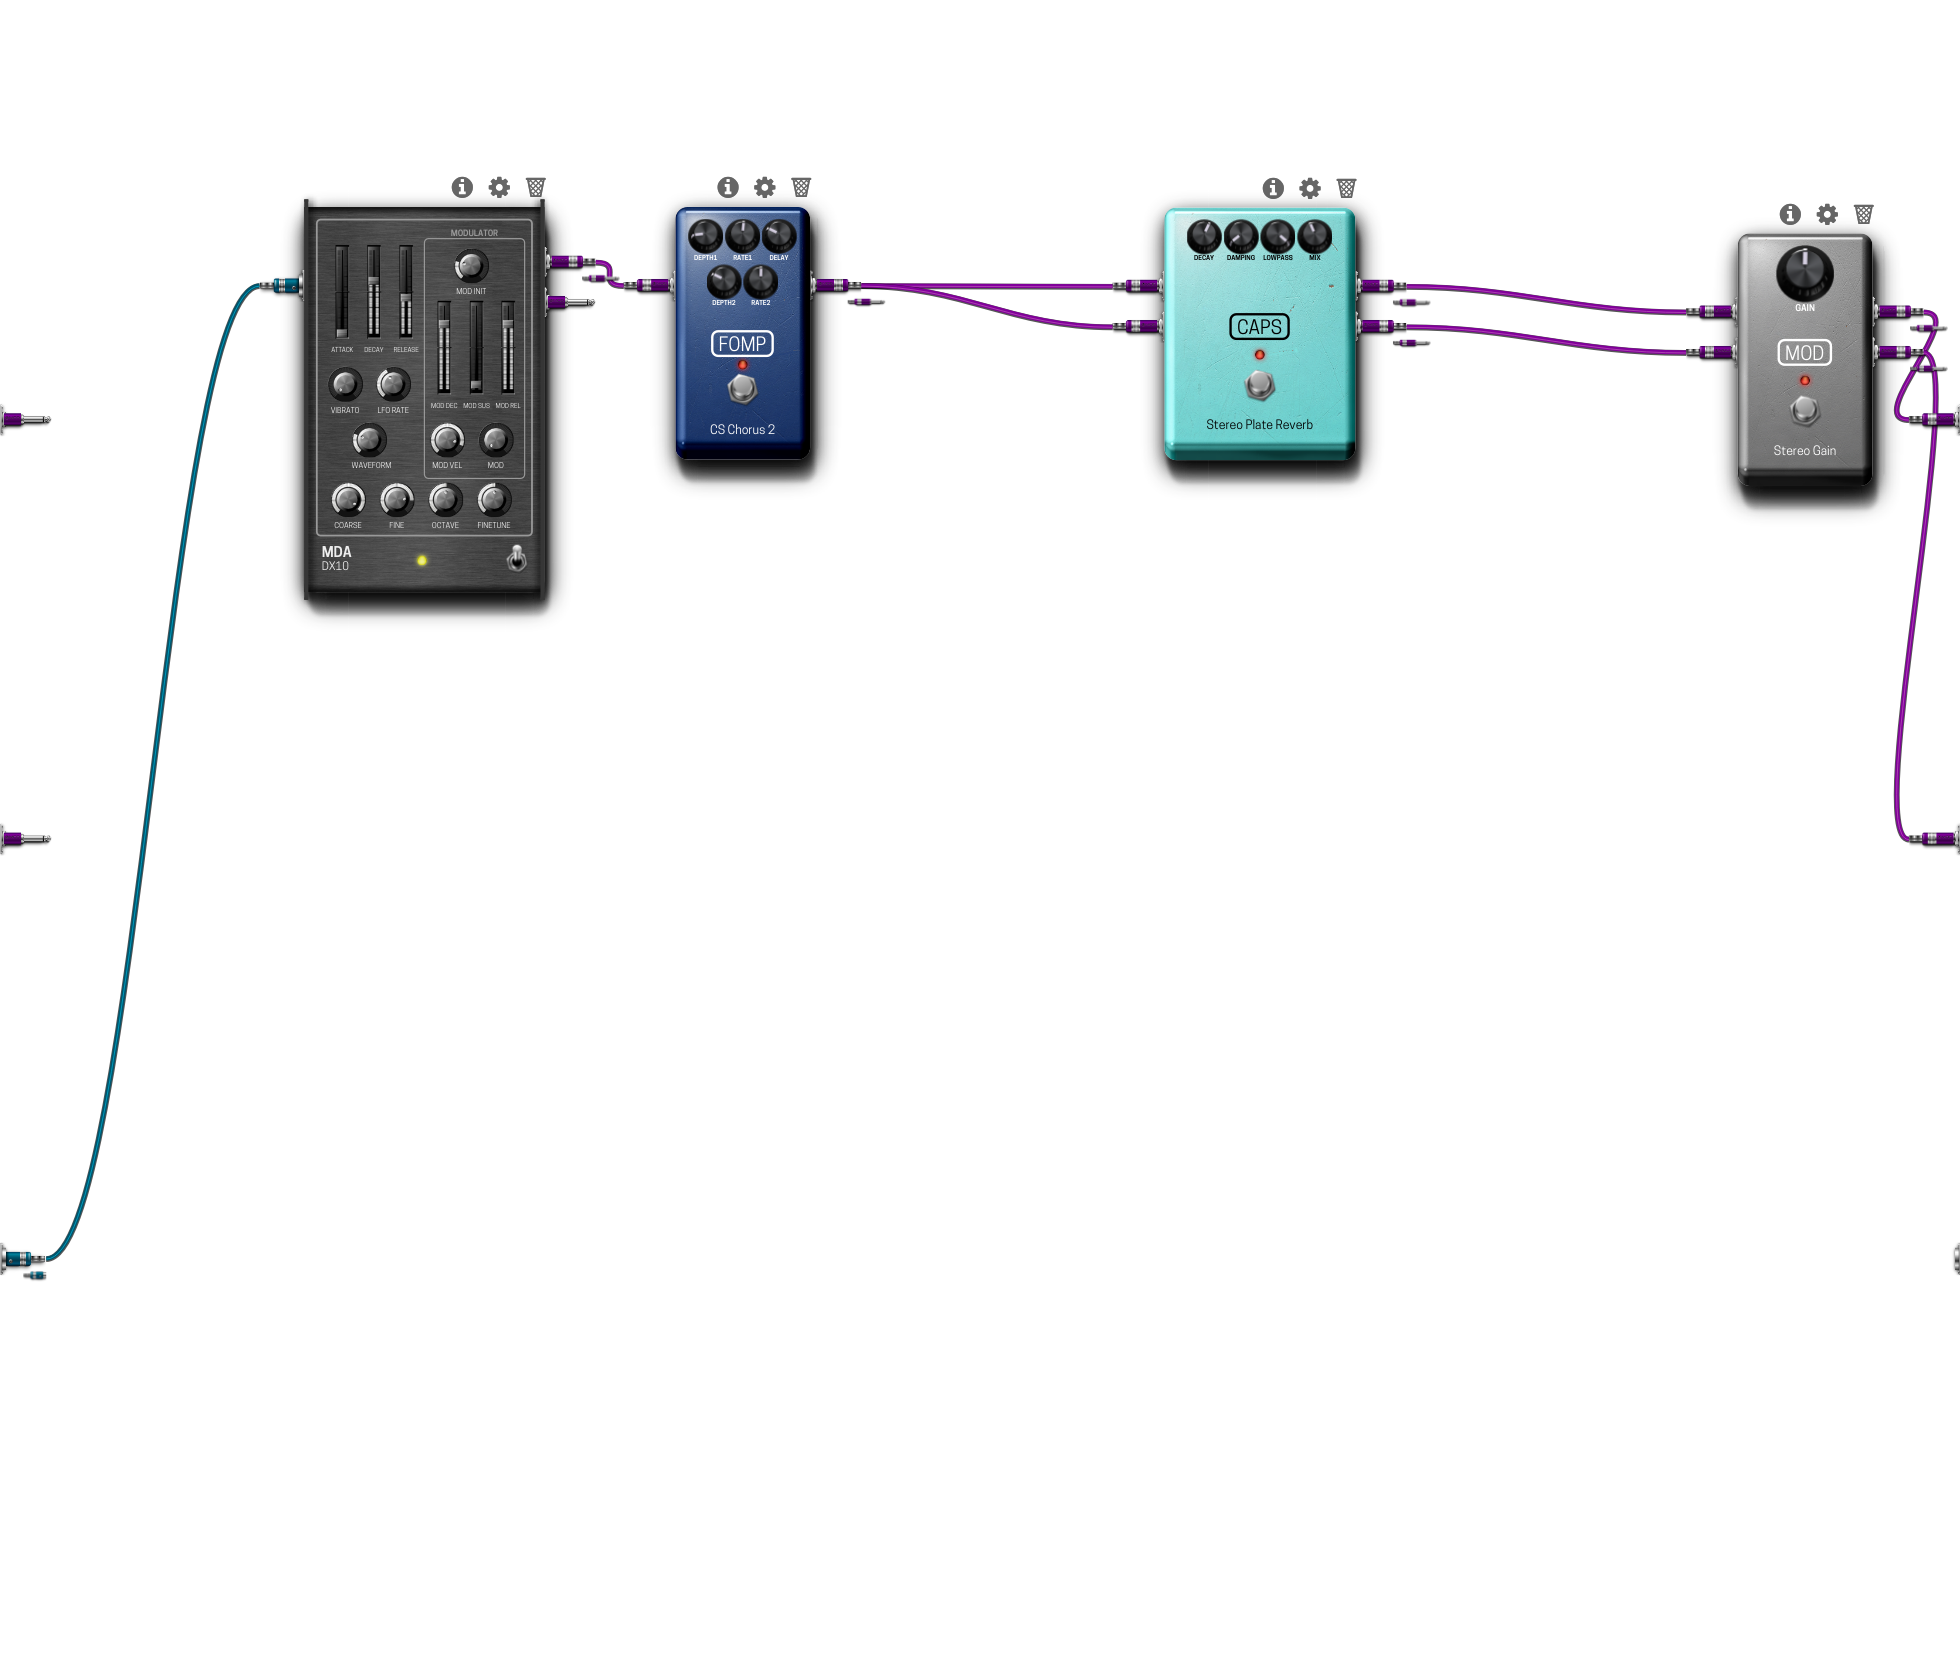 MODULATOR
MOD INIT
ATTACK DECAY RELEASE
MOD DEC MOD SUS MOD REL
VIBRATO LFO RATE
WAVEFORM MOD VEL MOD
COARSE FINE OCTAVE FINETUNE
MDA
DX10
DEPTH1 RATE1 DELAY
DEPTH2 RATE2
FOMP
CS Chorus 2
DECAY DAMPING LOWPASS MIX
CAPS
Stereo Plate Reverb
GAIN
MOD
Stereo Gain